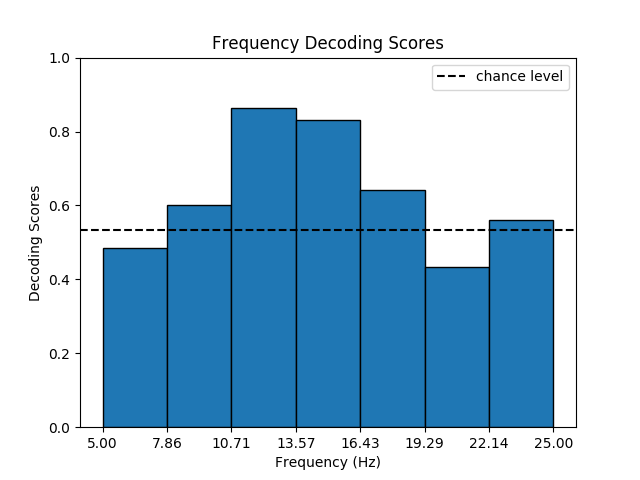 Frequency Decoding Scores
chance level
1.0
0.8
0.6
0.4
0.2
0.0
Decoding Scores
5.00 7.86 10.71 13.57 16.43 19.29 22.14 25.00
Frequency (Hz)